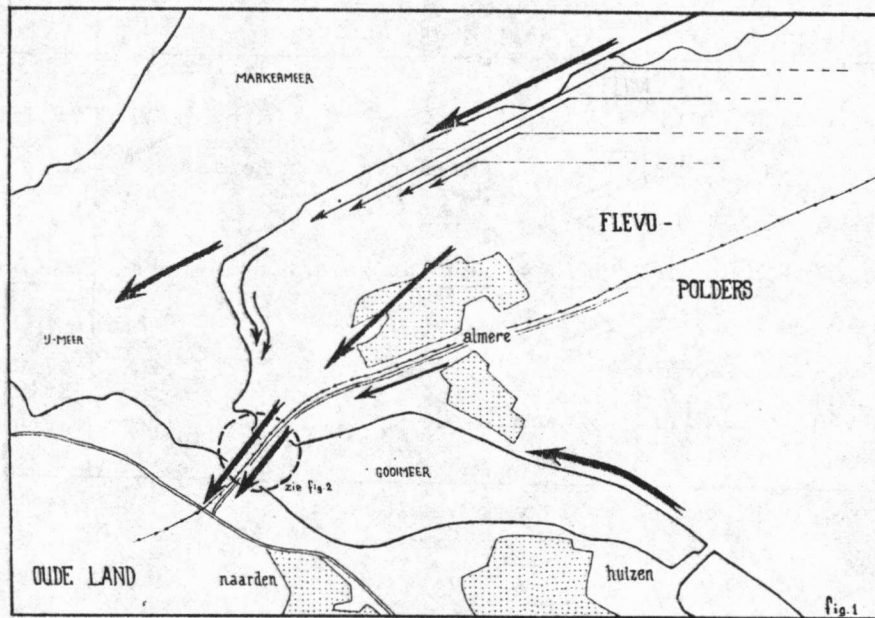 MARKERMEER
FLEVO -
POLDERS
IJ-MEER
almere
GOOIMEER
zie fig.2
OUDE LAND
naarden
huizen
fig.1